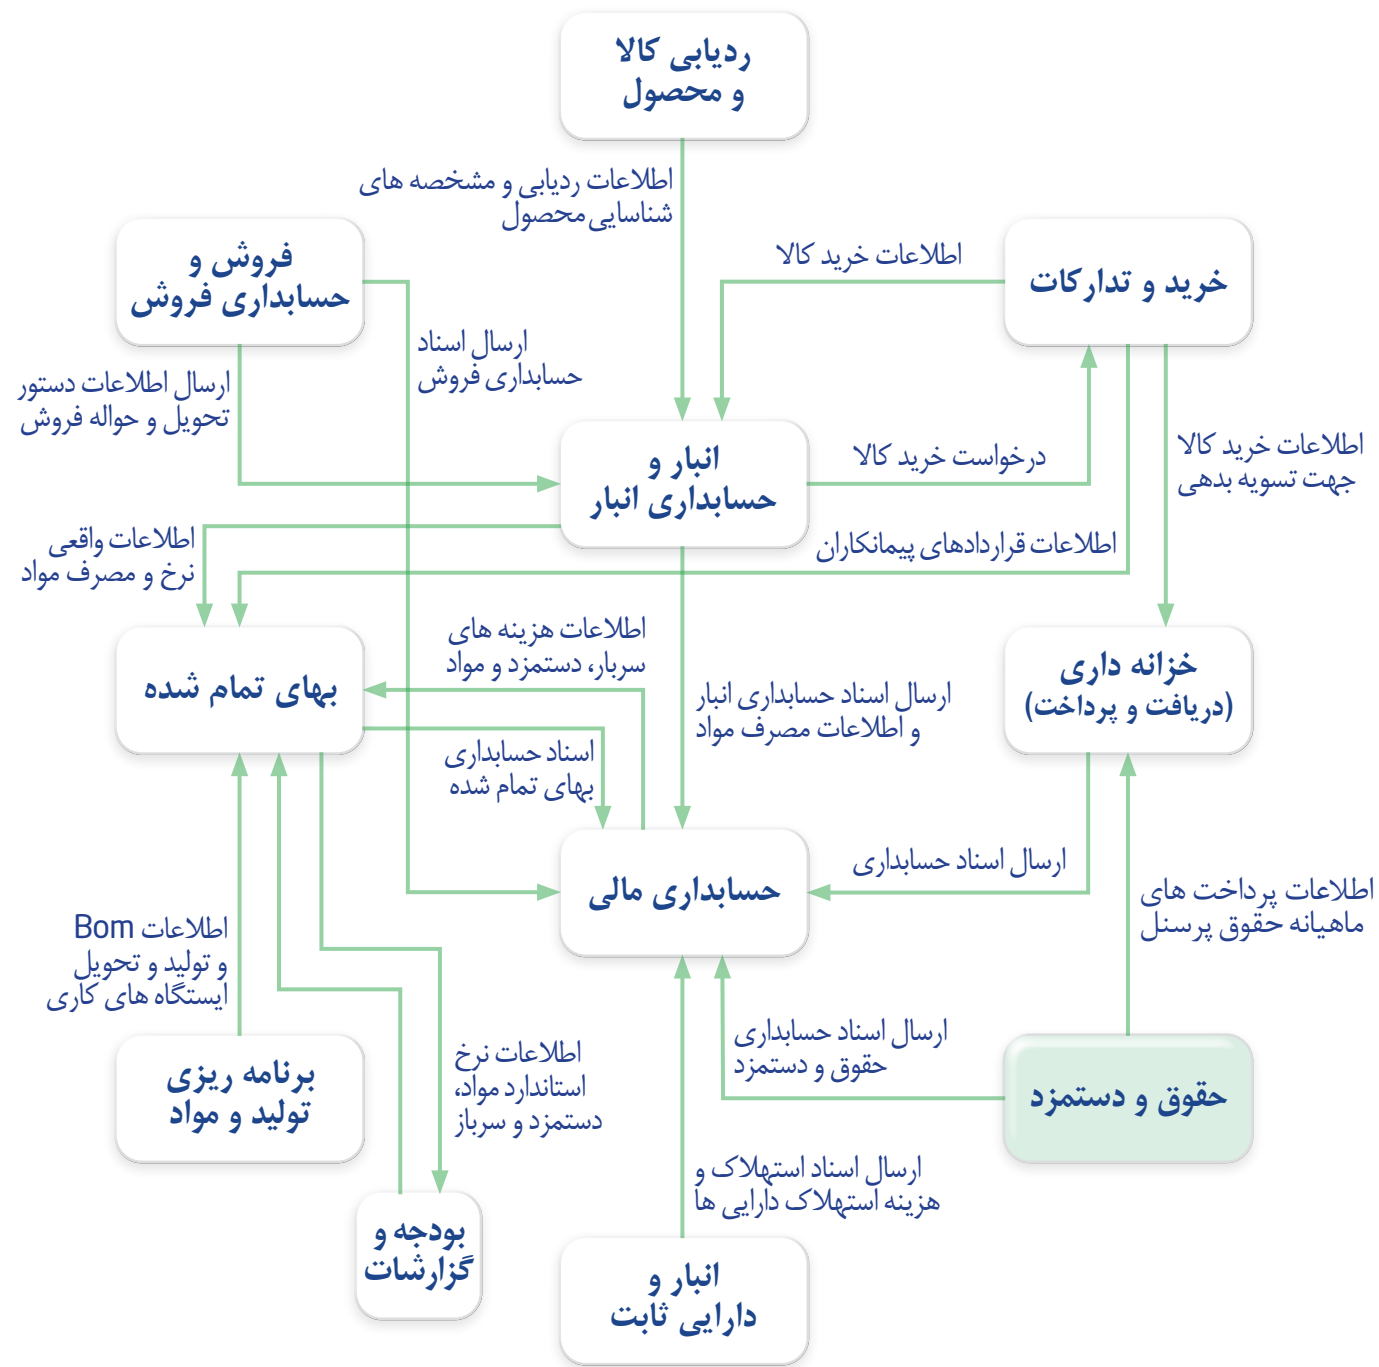 ردیابی کالا
و محصول
اطلاعات ردیابی و مشخصه های
شناسایی محصول
خرید و تدارکات
اطلاعات خرید کالا
فروش و
حسابداری فروش
ارسال اسناد
حسابداری فروش
ارسال اطلاعات دستور
تحویل و حواله فروش
اطلاعات خرید کالا
جهت تسویه بدهی
درخواست خرید کالا
انبار و
حسابداری انبار
اطلاعات قراردادهای پیمانکاران
اطلاعات واقعی
نرخ و مصرف مواد
خزانه داری
(دریافت و پرداخت)
ارسال اسناد حسابداری انبار
و اطلاعات مصرف مواد
اطلاعات هزینه های
سربار، دستمزد و مواد
بهای تمام شده
اسناد حسابداری
بهای تمام شده
ارسال اسناد حسابداری
حسابداری مالی
اطلاعات پرداخت های
ماهیانه حقوق پرسنل
اطلاعات Bom
و تولید و تحویل
ایستگاه های کاری
حقوق و دستمزد
ارسال اسناد حسابداری
حقوق و دستمزد
اطلاعات نرخ
استاندارد مواد،
دستمزد و سرباز
برنامه ریزی
تولید و مواد
ارسال اسناد استهلاک و
هزینه استهلاک دارایی ها
انبار و
دارایی ثابت
بودجه و
گزارشات